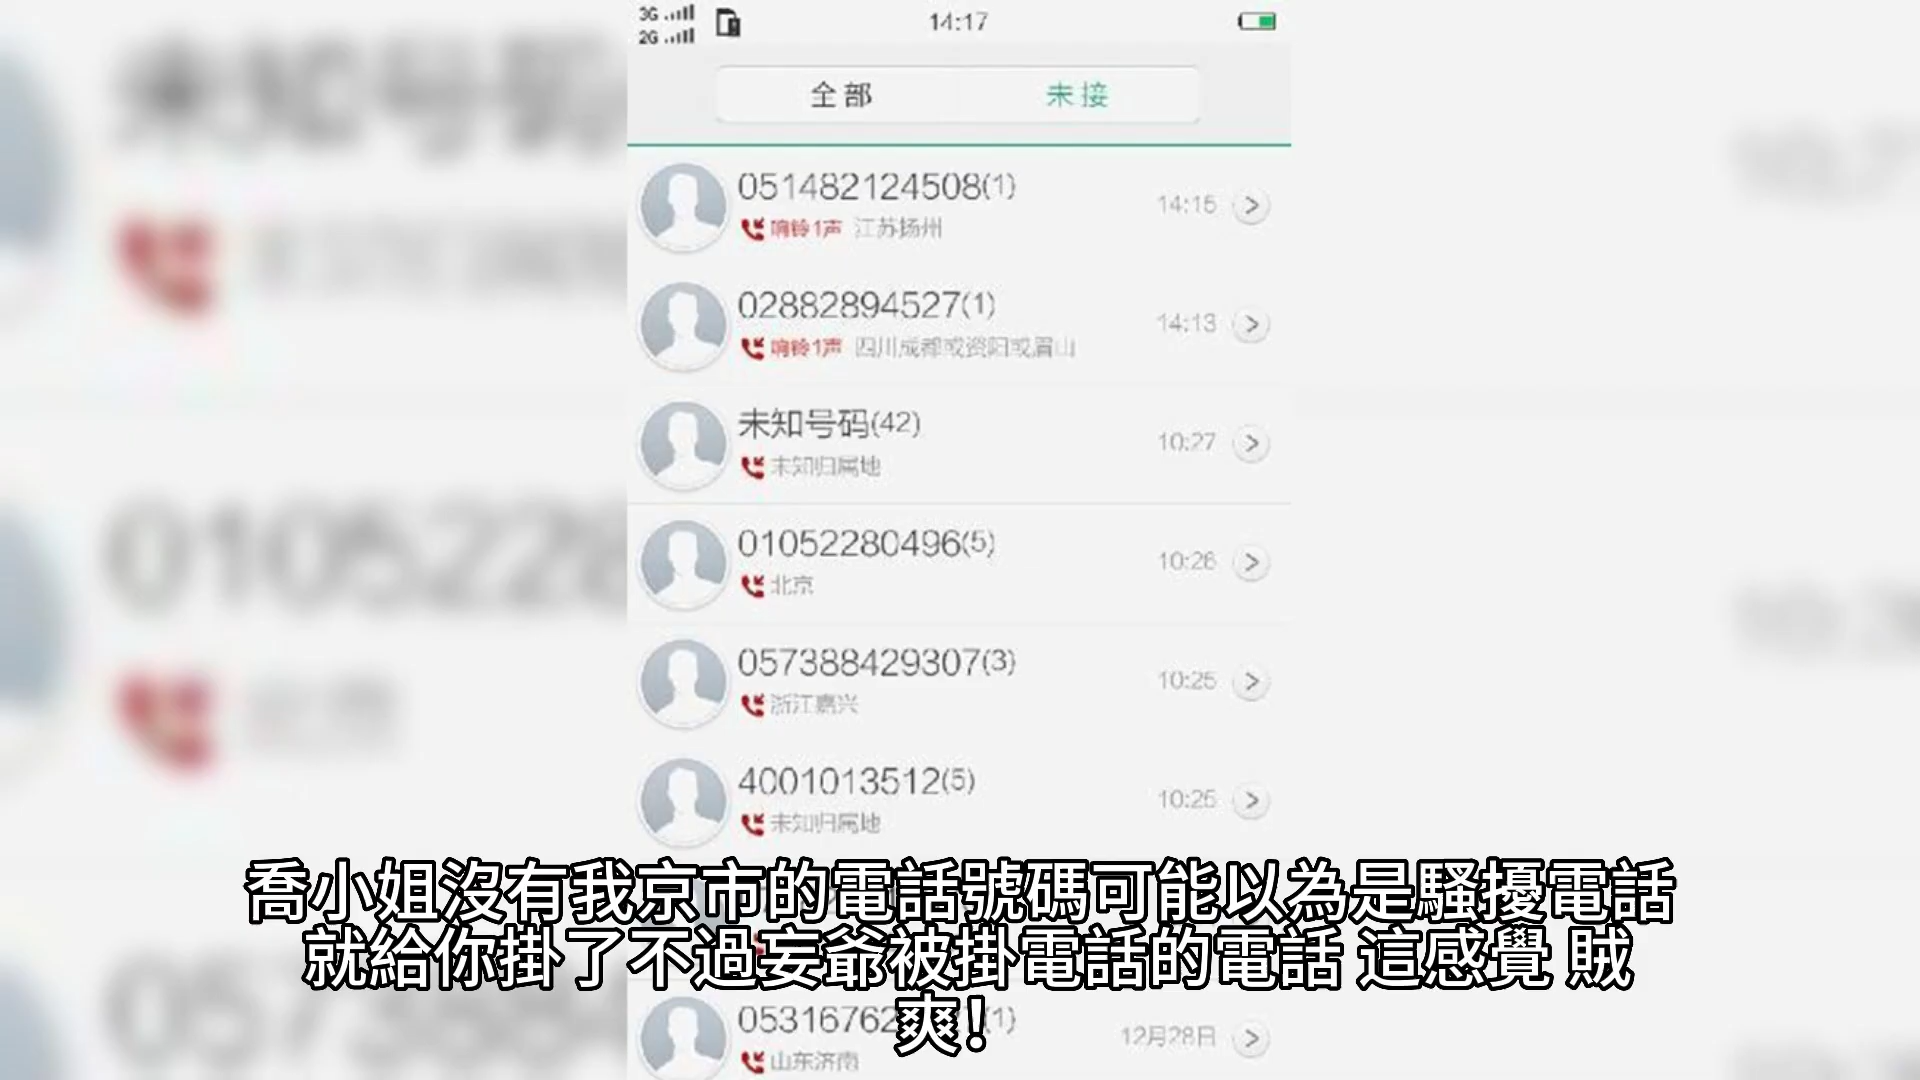 3G
2G
14:17
全部
未接
051482124508(1)
响铃1声 江苏扬州
14:15
02882894527(1)
响铃1声 四川成都或资阳或眉山
14:13
未知号码(42)
未知归属地
10:27
01052280496(5)
北京
10:26
057388429307(3)
浙江嘉兴
10:25
4001013512(5)
未知归属地
10:25
喬小姐沒有我京市的電話號碼可能以為是騷擾電話
就給你掛了不過妄爺被掛電話的電話 這感覺 賊
爽!
05316762
(1)
山东济南
12月28日